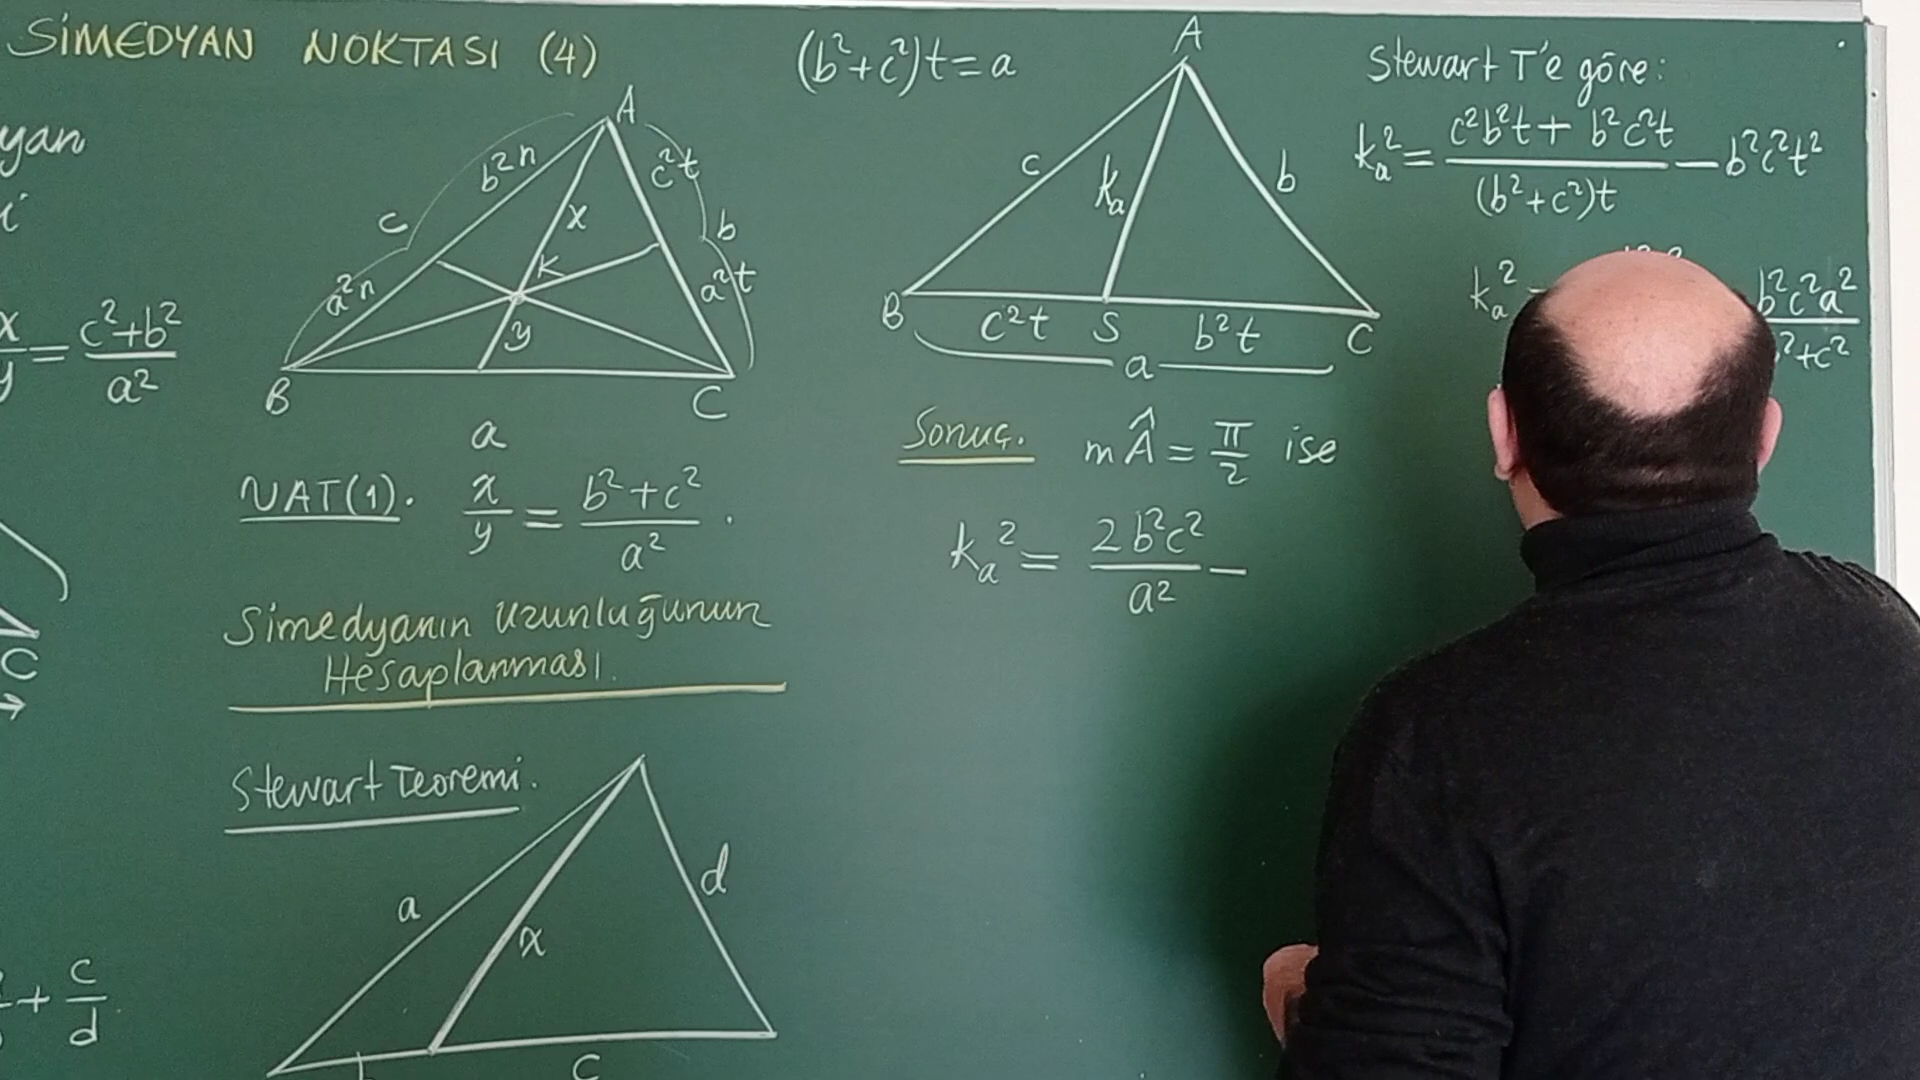 SİMEDYAN NOKTASI (4)
yan
i
x/y = (c²+b²)/a²
C
→
+ c/d
A
b²n
c²t
c
x
b
K
a²n
a²t
y
B
C
a
NAT(1). x/y = (b²+c²)/a².
Simedyanın Uzunluğunun
Hesaplanması.
Stewart Teoremi.
a
d
x
c
(b²+c²)t = a
A
c
kₐ
b
B
c²t
S
b²t
C
a
Sonuç. mÂ = π/2 ise
kₐ² = 2b²c²/a² −
Stewart T'e göre:
kₐ² = (c²b²t + b²c²t)/((b²+c²)t) − b²c²t²
kₐ² = b²c²a²
²+c²